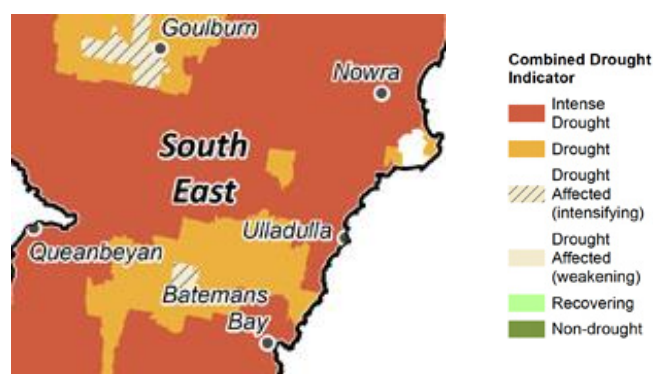 Goulburn
Nowra
South
East
Ulladulla
Queanbeyan
Batemans
Bay
Combined Drought
Indicator
Intense
Drought
Drought
Drought
Affected
(intensifying)
Drought
Affected
(weakening)
Recovering
Non-drought